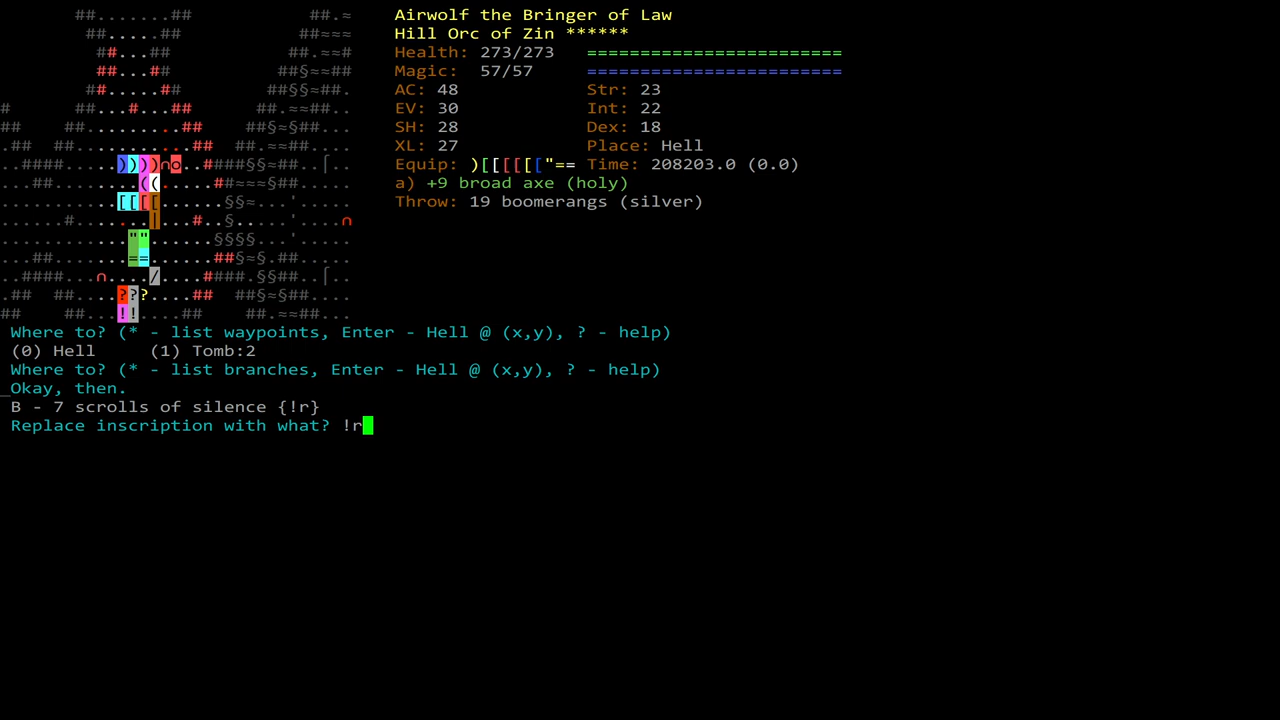 Airwolf the Bringer of Law
Hill Orc of Zin ******
Health: 273/273 ========================
Magic: 57/57 ========================
AC: 48 Str: 23
EV: 30 Int: 22
SH: 28 Dex: 18
XL: 27 Place: Hell
Equip: )[[[[[["== Time: 208203.0 (0.0)
a) +9 broad axe (holy)
Throw: 19 boomerangs (silver)
Where to? (* - list waypoints, Enter - Hell @ (x,y), ? - help)
(0) Hell (1) Tomb:2
Where to? (* - list branches, Enter - Hell @ (x,y), ? - help)
_Okay, then.
B - 7 scrolls of silence {!r}
Replace inscription with what? !r